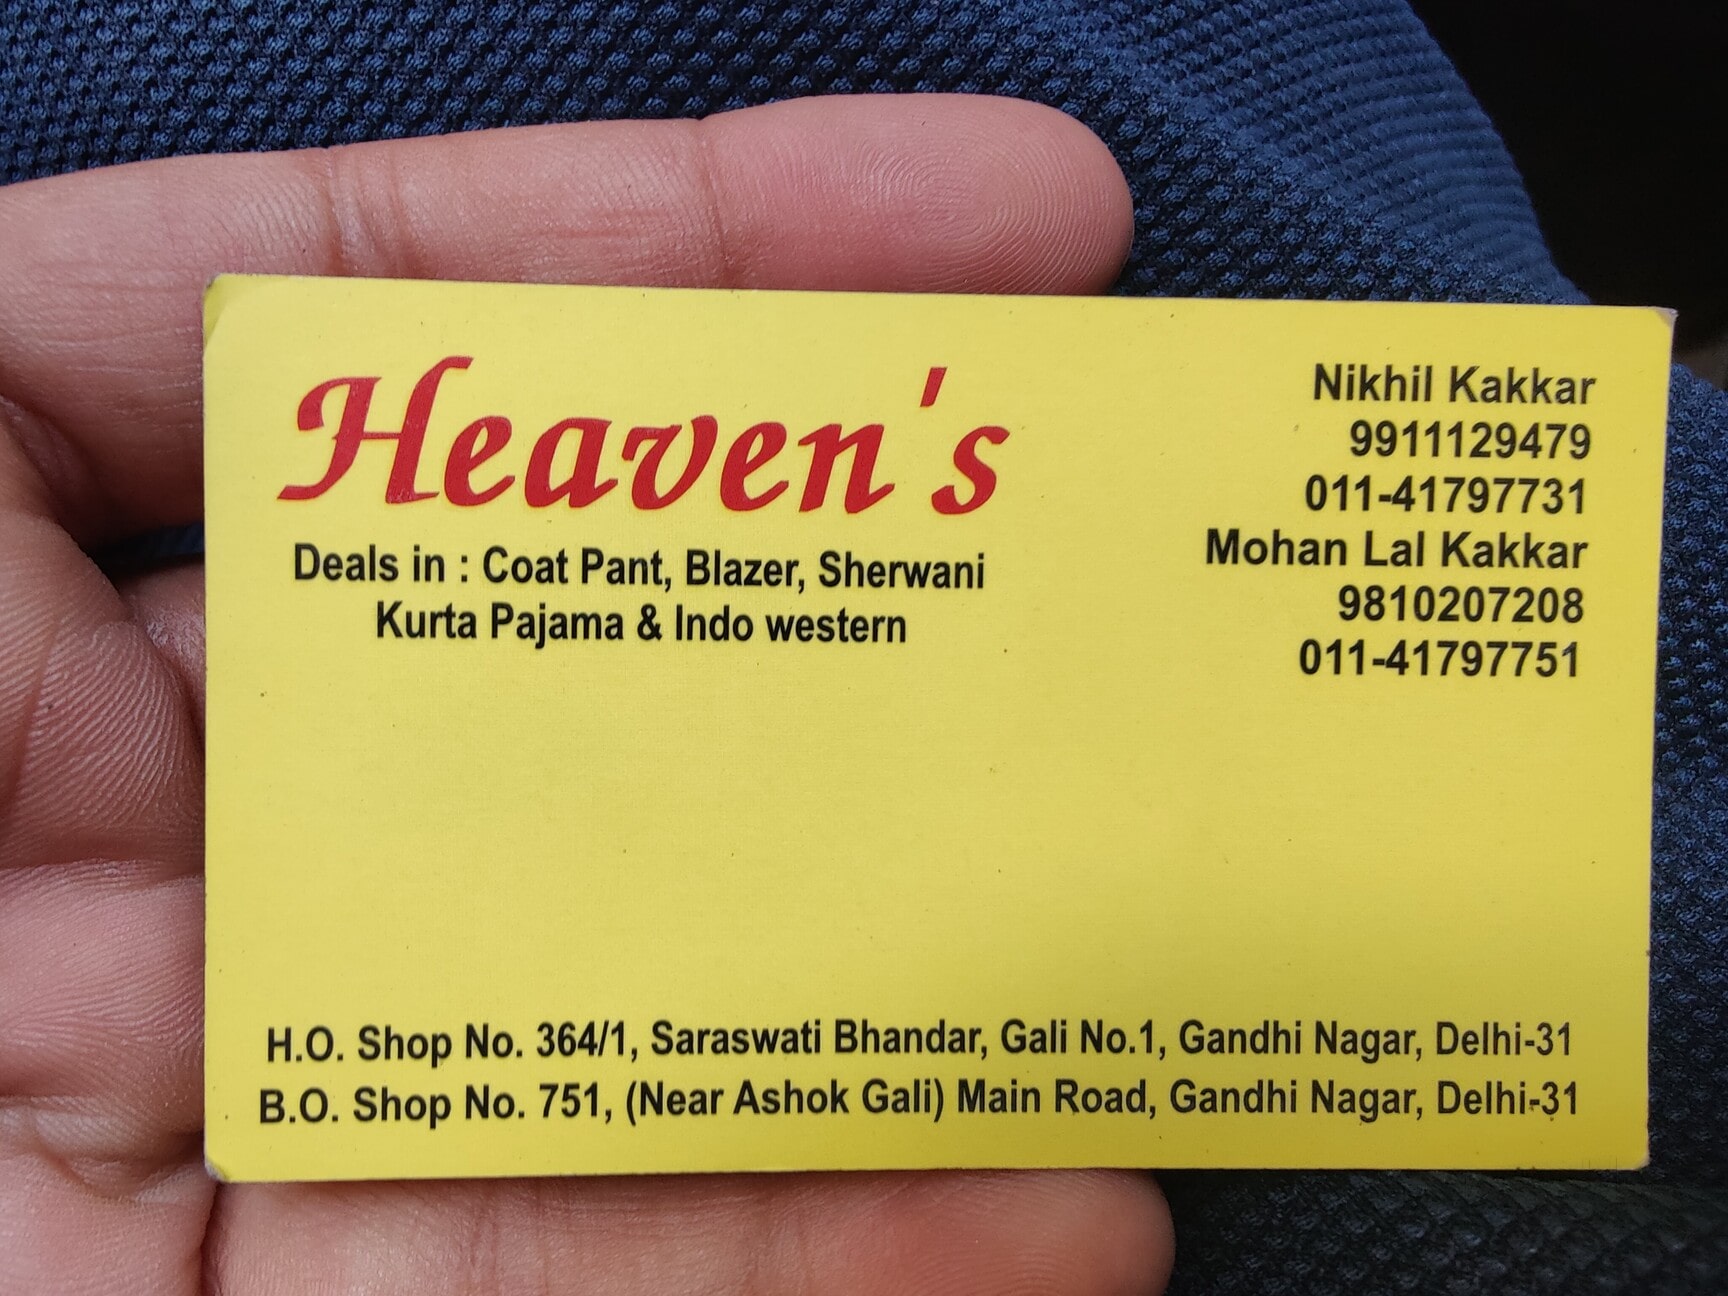 Heaven's
Deals in : Coat Pant, Blazer, Sherwani
Kurta Pajama & Indo western
Nikhil Kakkar
9911129479
011-41797731
Mohan Lal Kakkar
9810207208
011-41797751
H.O. Shop No. 364/1, Saraswati Bhandar, Gali No.1, Gandhi Nagar, Delhi-31
B.O. Shop No. 751, (Near Ashok Gali) Main Road, Gandhi Nagar, Delhi-31